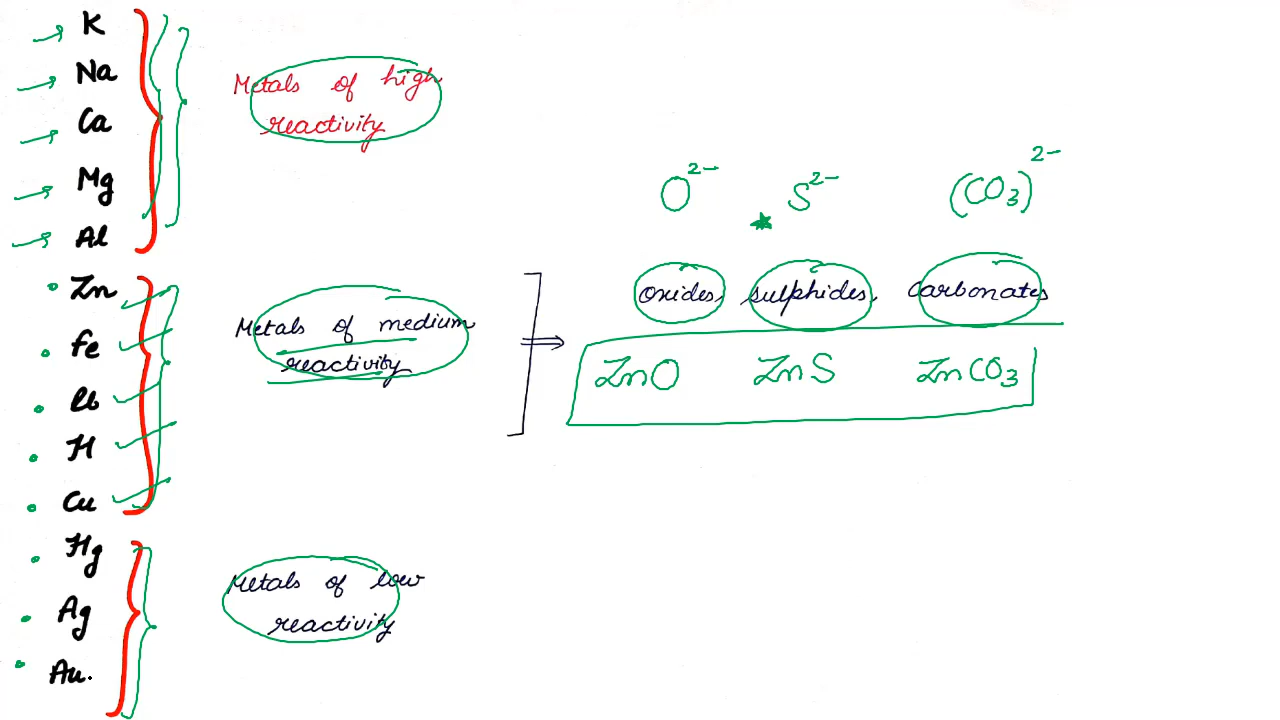 K
Na
Ca
Mg
Al
Metals of high
reactivity
Zn
Fe
Pb
H
Cu
Metals of medium
reactivity
O²⁻ S²⁻ (CO₃)²⁻
oxides, sulphides, carbonates
ZnO ZnS ZnCO₃
Hg
Ag
Au.
Metals of low
reactivity